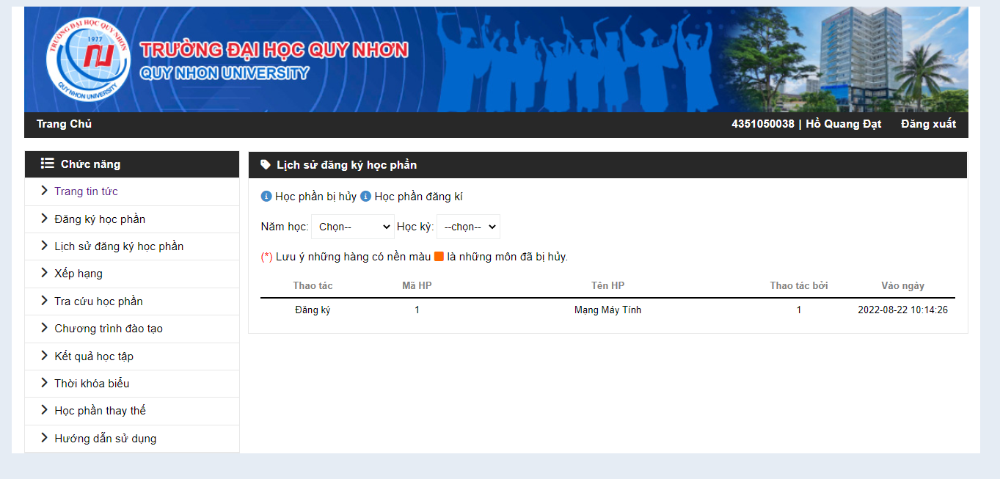 TRƯỜNG ĐẠI HỌC QUY NHƠN
1977
QUY NHON UNIVERSITY
TRƯỜNG ĐẠI HỌC QUY NHƠN
QUY NHON UNIVERSITY
Trang Chủ
4351050038 | Hồ Quang Đạt Đăng xuất
Chức năng
Trang tin tức
Đăng ký học phần
Lịch sử đăng ký học phần
Xếp hạng
Tra cứu học phần
Chương trình đào tạo
Kết quả học tập
Thời khóa biểu
Học phần thay thế
Hướng dẫn sử dụng
Lịch sử đăng ký học phần
Học phần bị hủy Học phần đăng kí
Năm học: Chọn-- Học kỳ: --chọn--
(*) Lưu ý những hàng có nền màu là những môn đã bị hủy.
Thao tác Mã HP Tên HP Thao tác bởi Vào ngày
Đăng ký 1 Mạng Máy Tính 1 2022-08-22 10:14:26